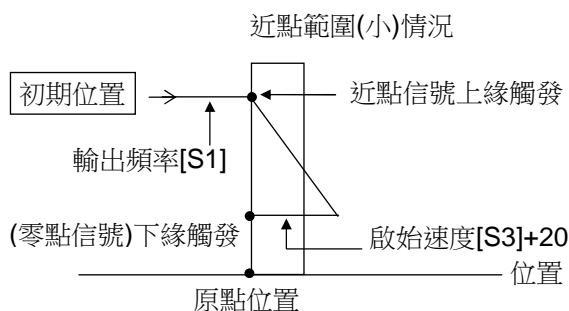 近點範圍(小)情況
初期位置
近點信號上緣觸發
輸出頻率[S1]
(零點信號)下緣觸發
啟始速度[S3]+20
位置
原點位置